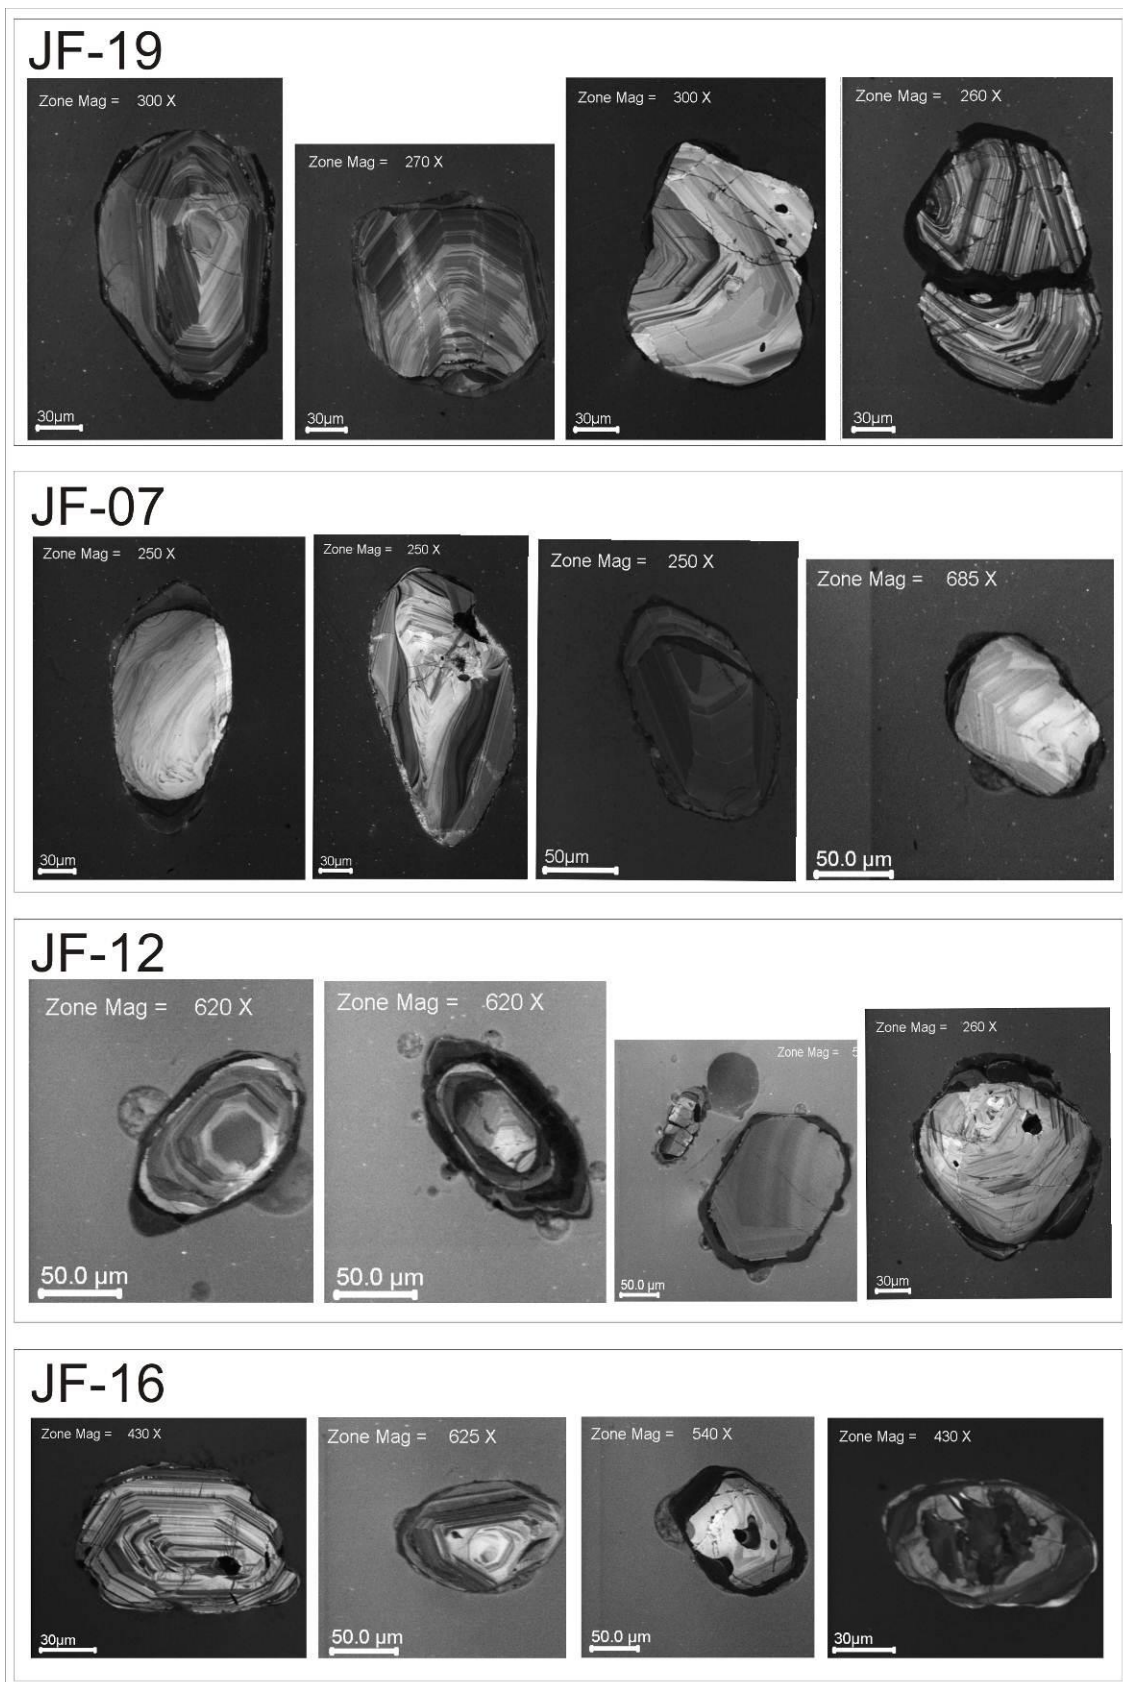 JF-19
Zone Mag = 300 X
30µm
Zone Mag = 270 X
30µm
Zone Mag = 300 X
30µm
Zone Mag = 260 X
30µm
JF-07
Zone Mag = 250 X
30µm
Zone Mag = 250 X
30µm
Zone Mag = 250 X
50µm
Zone Mag = 685 X
50.0 µm
JF-12
Zone Mag = 620 X
50.0 µm
Zone Mag = 620 X
50.0 µm
Zone Mag = 5
50.0 µm
Zone Mag = 260 X
30µm
JF-16
Zone Mag = 430 X
30µm
Zone Mag = 625 X
50.0 µm
Zone Mag = 540 X
50.0 µm
Zone Mag = 430 X
30µm